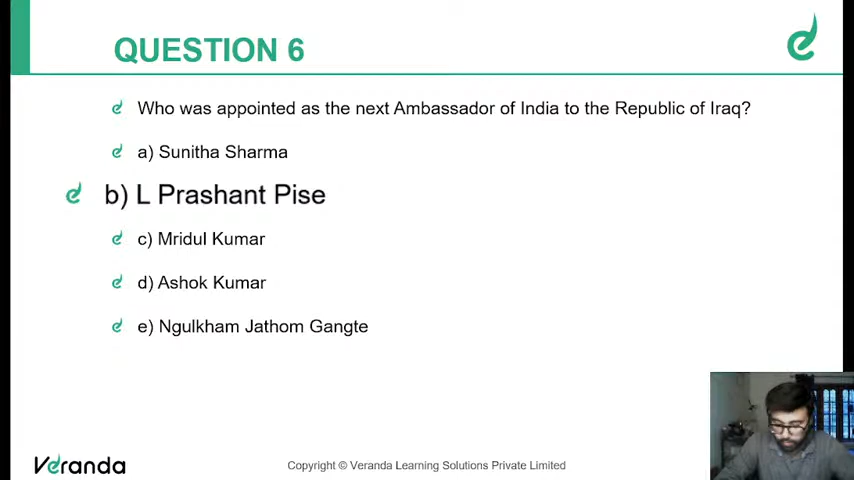 QUESTION 6
Who was appointed as the next Ambassador of India to the Republic of Iraq?
a) Sunitha Sharma
b) L Prashant Pise
c) Mridul Kumar
d) Ashok Kumar
e) Ngulkham Jathom Gangte
Veranda
Copyright © Veranda Learning Solutions Private Limited